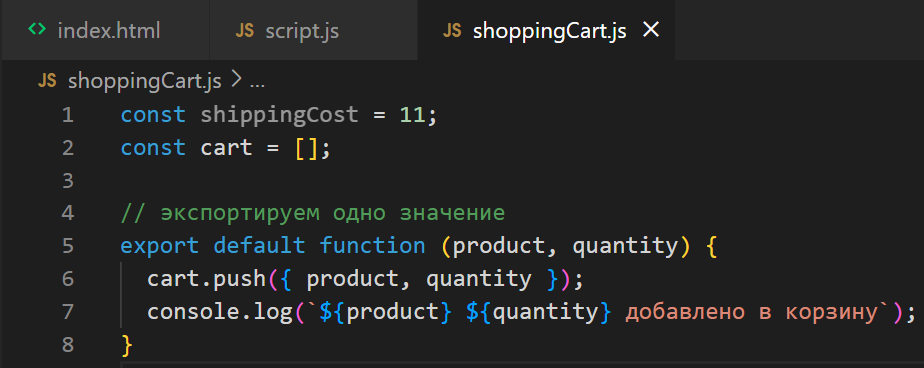 <> index.html JS script.js JS shoppingCart.js ×
JS shoppingCart.js > ...
1 const shippingCost = 11;
2 const cart = [];
3
4 // экспортируем одно значение
5 export default function (product, quantity) {
6 cart.push({ product, quantity });
7 console.log(`${product} ${quantity} добавлено в корзину`);
8 }